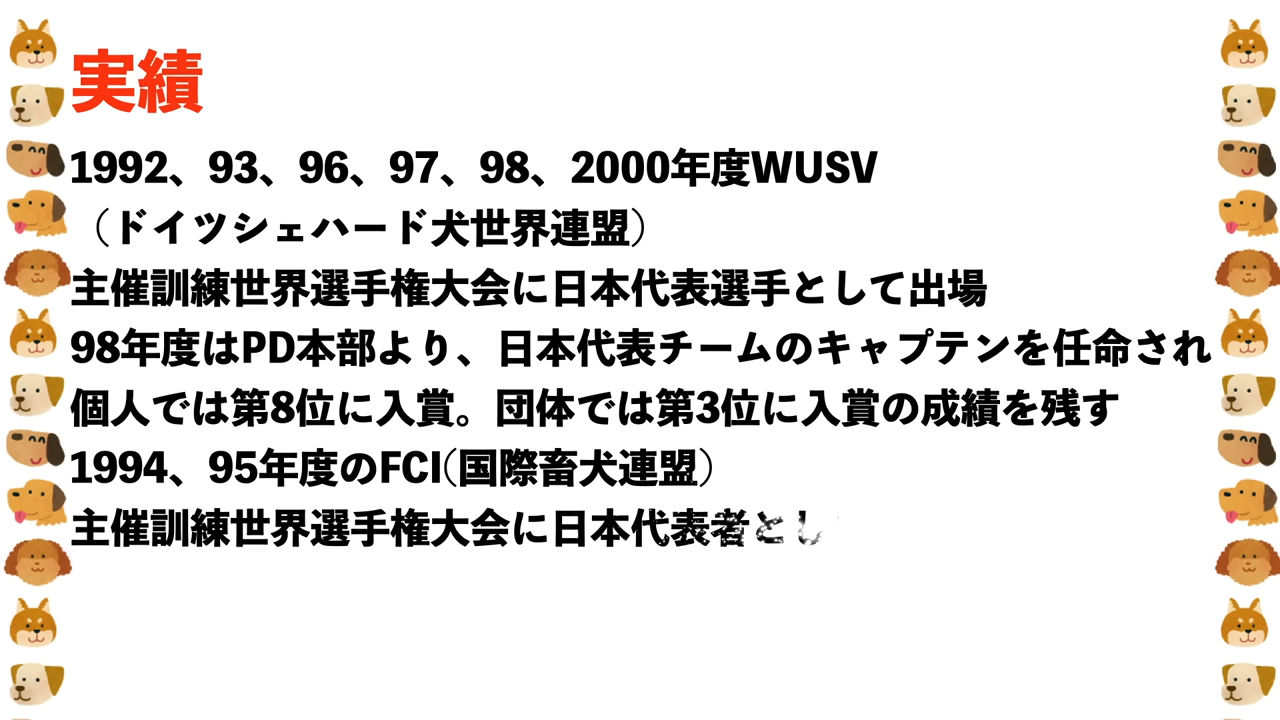 実績
1992、93、96、97、98、2000年度WUSV
（ドイツシェハード犬世界連盟）
主催訓練世界選手権大会に日本代表選手として出場
98年度はPD本部より、日本代表チームのキャプテンを任命され
個人では第8位に入賞。団体では第3位に入賞の成績を残す
1994、95年度のFCI(国際畜犬連盟）
主催訓練世界選手権大会に日本代表者とし